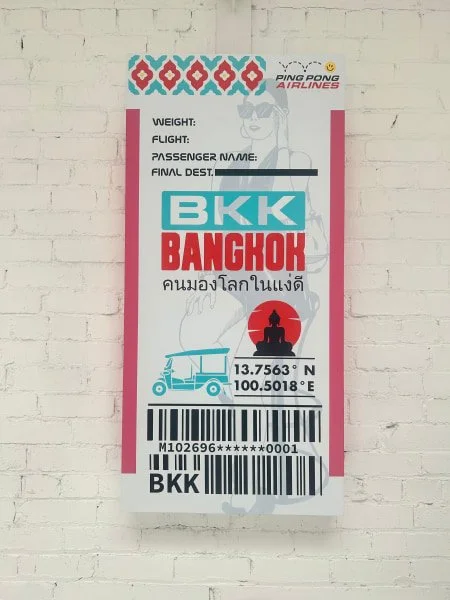 PING PONG
AIRLINES
WEIGHT:
FLIGHT:
PASSENGER NAME:
FINAL DEST.
BKK
BANGKOK
คนมองโลกในแง่ดี
13.7563° N
100.5018° E
M102696******0001
BKK